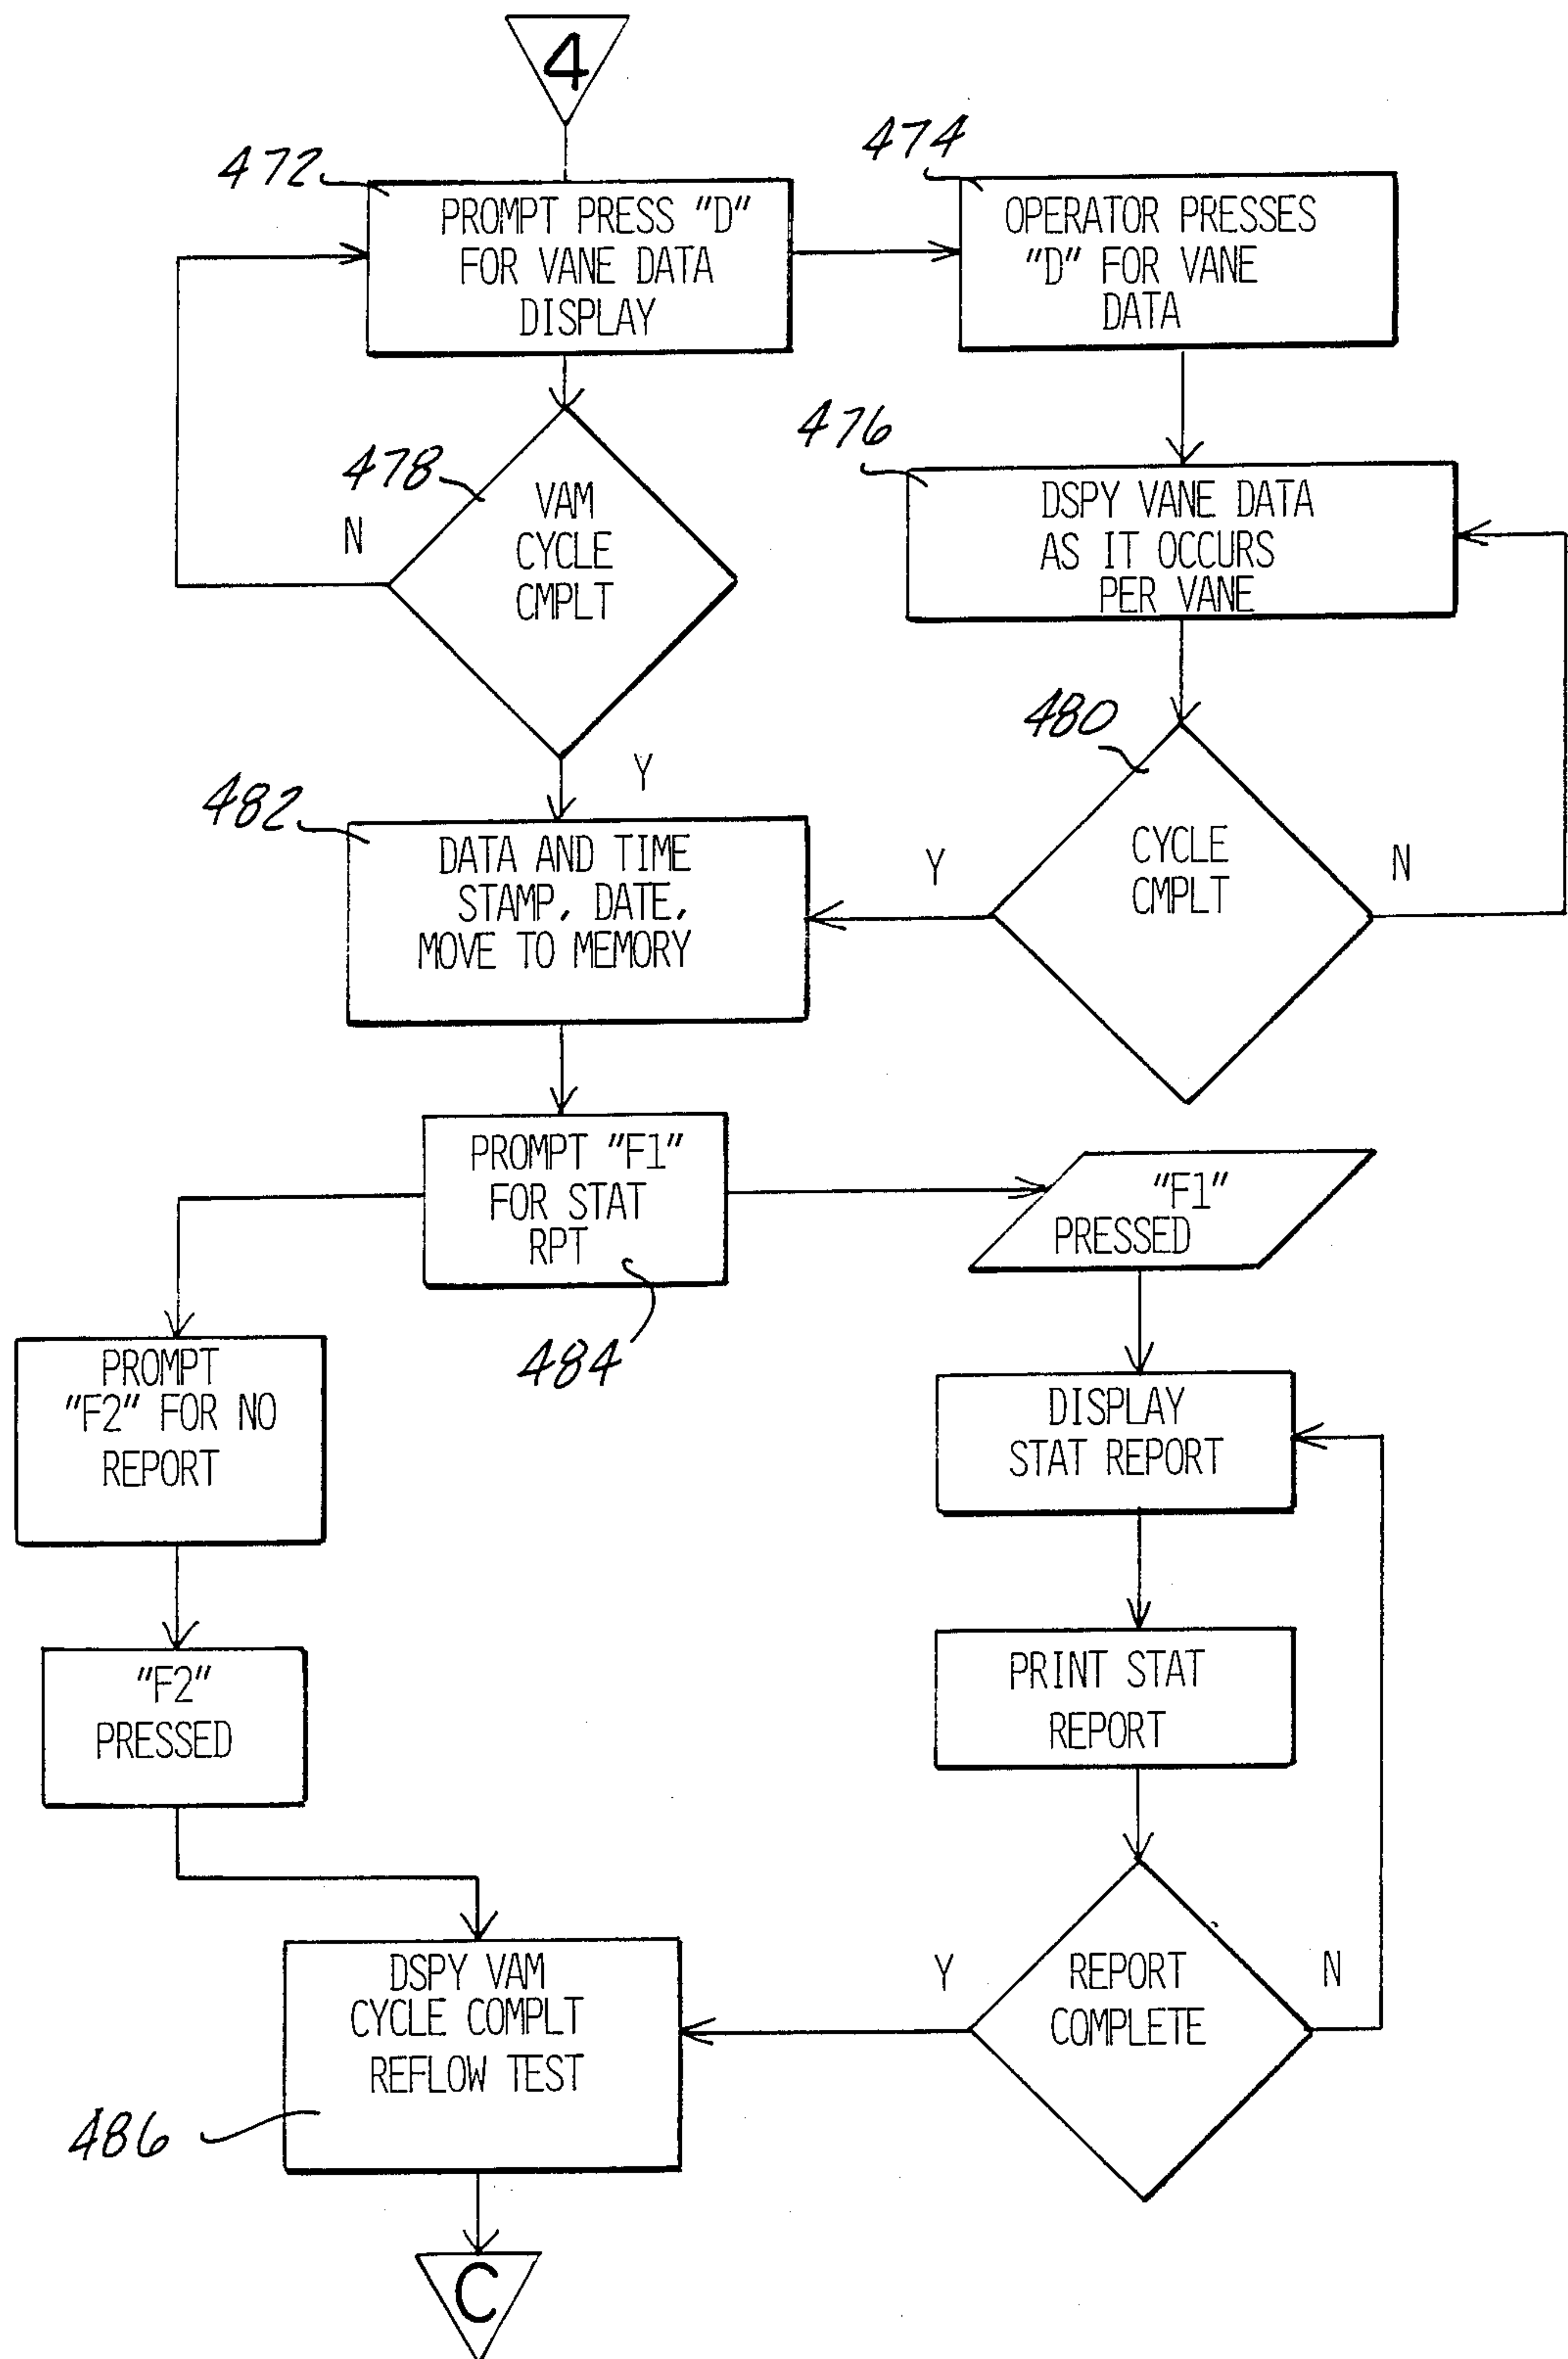 4
472
PROMPT PRESS "D"
FOR VANE DATA
DISPLAY
474
OPERATOR PRESSES
"D" FOR VANE
DATA
478
N
VAM
CYCLE
CMPLT
Y
476
DSPY VANE DATA
AS IT OCCURS
PER VANE
480
CYCLE
CMPLT
Y
N
482
DATA AND TIME
STAMP, DATE,
MOVE TO MEMORY
PROMPT "F1"
FOR STAT
RPT
484
"F1"
PRESSED
PROMPT
"F2" FOR NO
REPORT
DISPLAY
STAT REPORT
"F2"
PRESSED
PRINT STAT
REPORT
REPORT
COMPLETE
Y
N
DSPY VAM
CYCLE COMPLT
REFLOW TEST
486
C